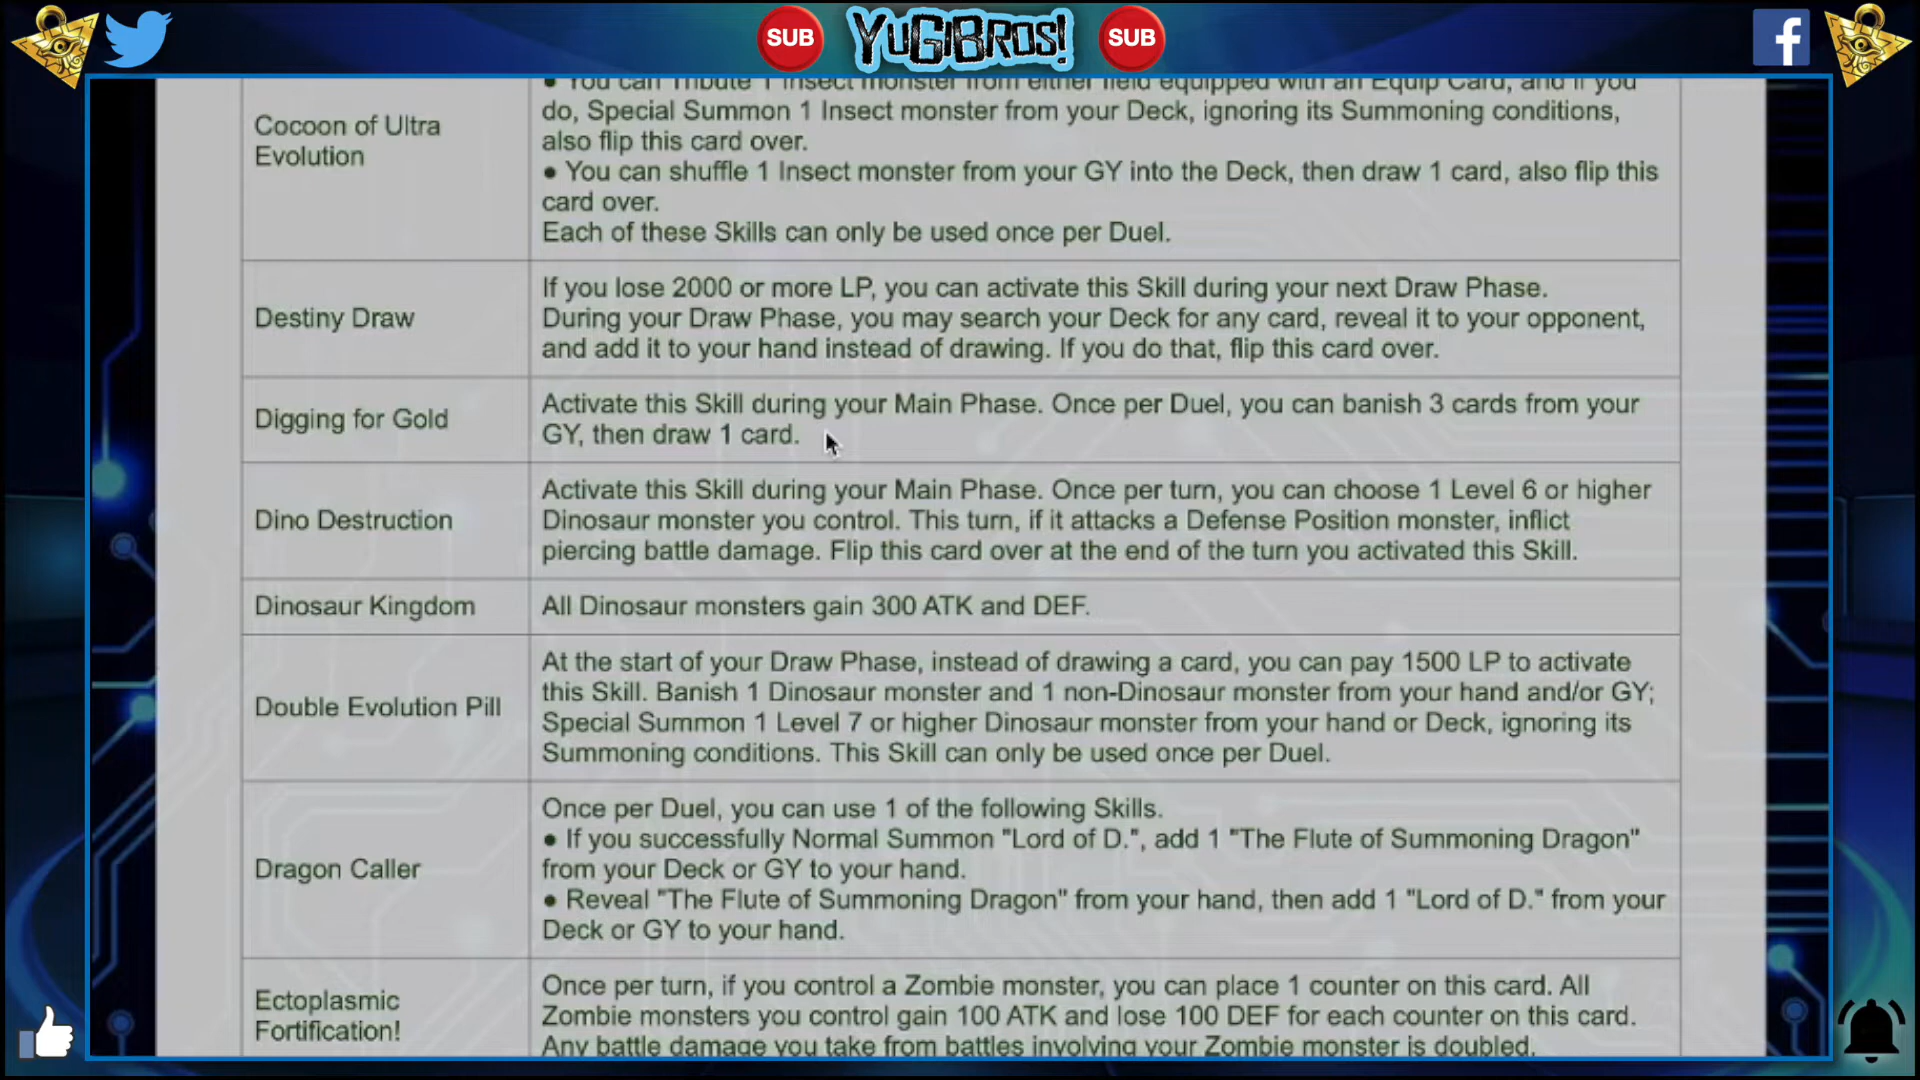 SUB YUGIBROS! SUB
Cocoon of Ultra
Evolution
● You can Tribute 1 Insect monster from either field equipped with an Equip Card, and if you
do, Special Summon 1 Insect monster from your Deck, ignoring its Summoning conditions,
also flip this card over.
● You can shuffle 1 Insect monster from your GY into the Deck, then draw 1 card, also flip this
card over.
Each of these Skills can only be used once per Duel.
Destiny Draw
If you lose 2000 or more LP, you can activate this Skill during your next Draw Phase.
During your Draw Phase, you may search your Deck for any card, reveal it to your opponent,
and add it to your hand instead of drawing. If you do that, flip this card over.
Digging for Gold
Activate this Skill during your Main Phase. Once per Duel, you can banish 3 cards from your
GY, then draw 1 card.
Dino Destruction
Activate this Skill during your Main Phase. Once per turn, you can choose 1 Level 6 or higher
Dinosaur monster you control. This turn, if it attacks a Defense Position monster, inflict
piercing battle damage. Flip this card over at the end of the turn you activated this Skill.
Dinosaur Kingdom
All Dinosaur monsters gain 300 ATK and DEF.
Double Evolution Pill
At the start of your Draw Phase, instead of drawing a card, you can pay 1500 LP to activate
this Skill. Banish 1 Dinosaur monster and 1 non-Dinosaur monster from your hand and/or GY;
Special Summon 1 Level 7 or higher Dinosaur monster from your hand or Deck, ignoring its
Summoning conditions. This Skill can only be used once per Duel.
Dragon Caller
Once per Duel, you can use 1 of the following Skills.
● If you successfully Normal Summon "Lord of D.", add 1 "The Flute of Summoning Dragon"
from your Deck or GY to your hand.
● Reveal "The Flute of Summoning Dragon" from your hand, then add 1 "Lord of D." from your
Deck or GY to your hand.
Ectoplasmic
Fortification!
Once per turn, if you control a Zombie monster, you can place 1 counter on this card. All
Zombie monsters you control gain 100 ATK and lose 100 DEF for each counter on this card.
Any battle damage you take from battles involving your Zombie monster is doubled.